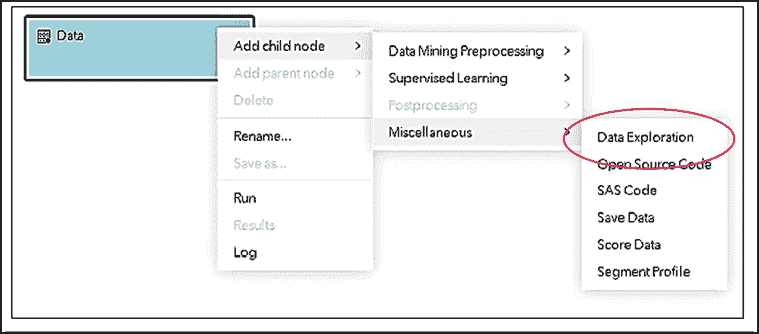 Data
Add child node >
Add parent node >
Delete
Rename...
Save as...
Run
Results
Log
Data Mining Preprocessing >
Supervised Learning >
Postprocessing >
Miscellaneous >
Data Exploration
Open Source Code
SAS Code
Save Data
Score Data
Segment Profile